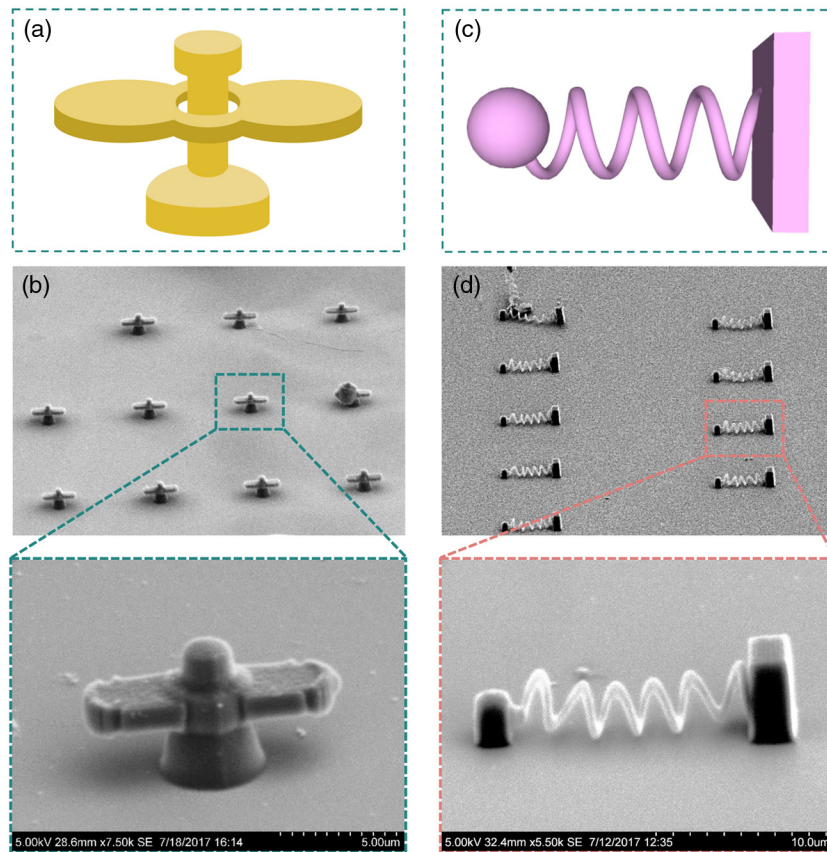 (a)
(c)
(b)
(d)
5.00kV 28.6mm x7.50k SE 7/18/2017 16:14 5.00um
5.00kV 32.4mm x5.50k SE 7/12/2017 12:35 10.0um